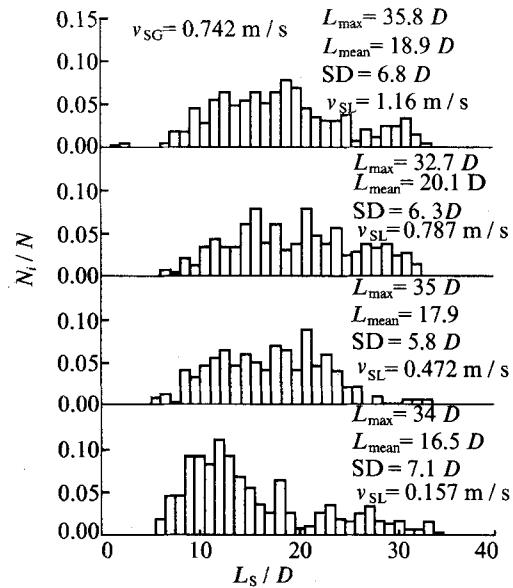 0.15
v_SG = 0.742 m / s
L_max = 35.8 D
L_mean = 18.9 D
SD = 6.8 D
v_SL = 1.16 m / s
0.10
0.05
0.00
L_max = 32.7 D
L_mean = 20.1 D
SD = 6.3 D
v_SL = 0.787 m / s
0.10
0.05
0.00
L_max = 35 D
L_mean = 17.9
SD = 5.8 D
v_SL = 0.472 m / s
0.10
0.05
0.00
L_max = 34 D
L_mean = 16.5 D
SD = 7.1 D
v_SL = 0.157 m / s
0.10
0.05
0.00
N_i / N
0 10 20 30 40
L_S / D